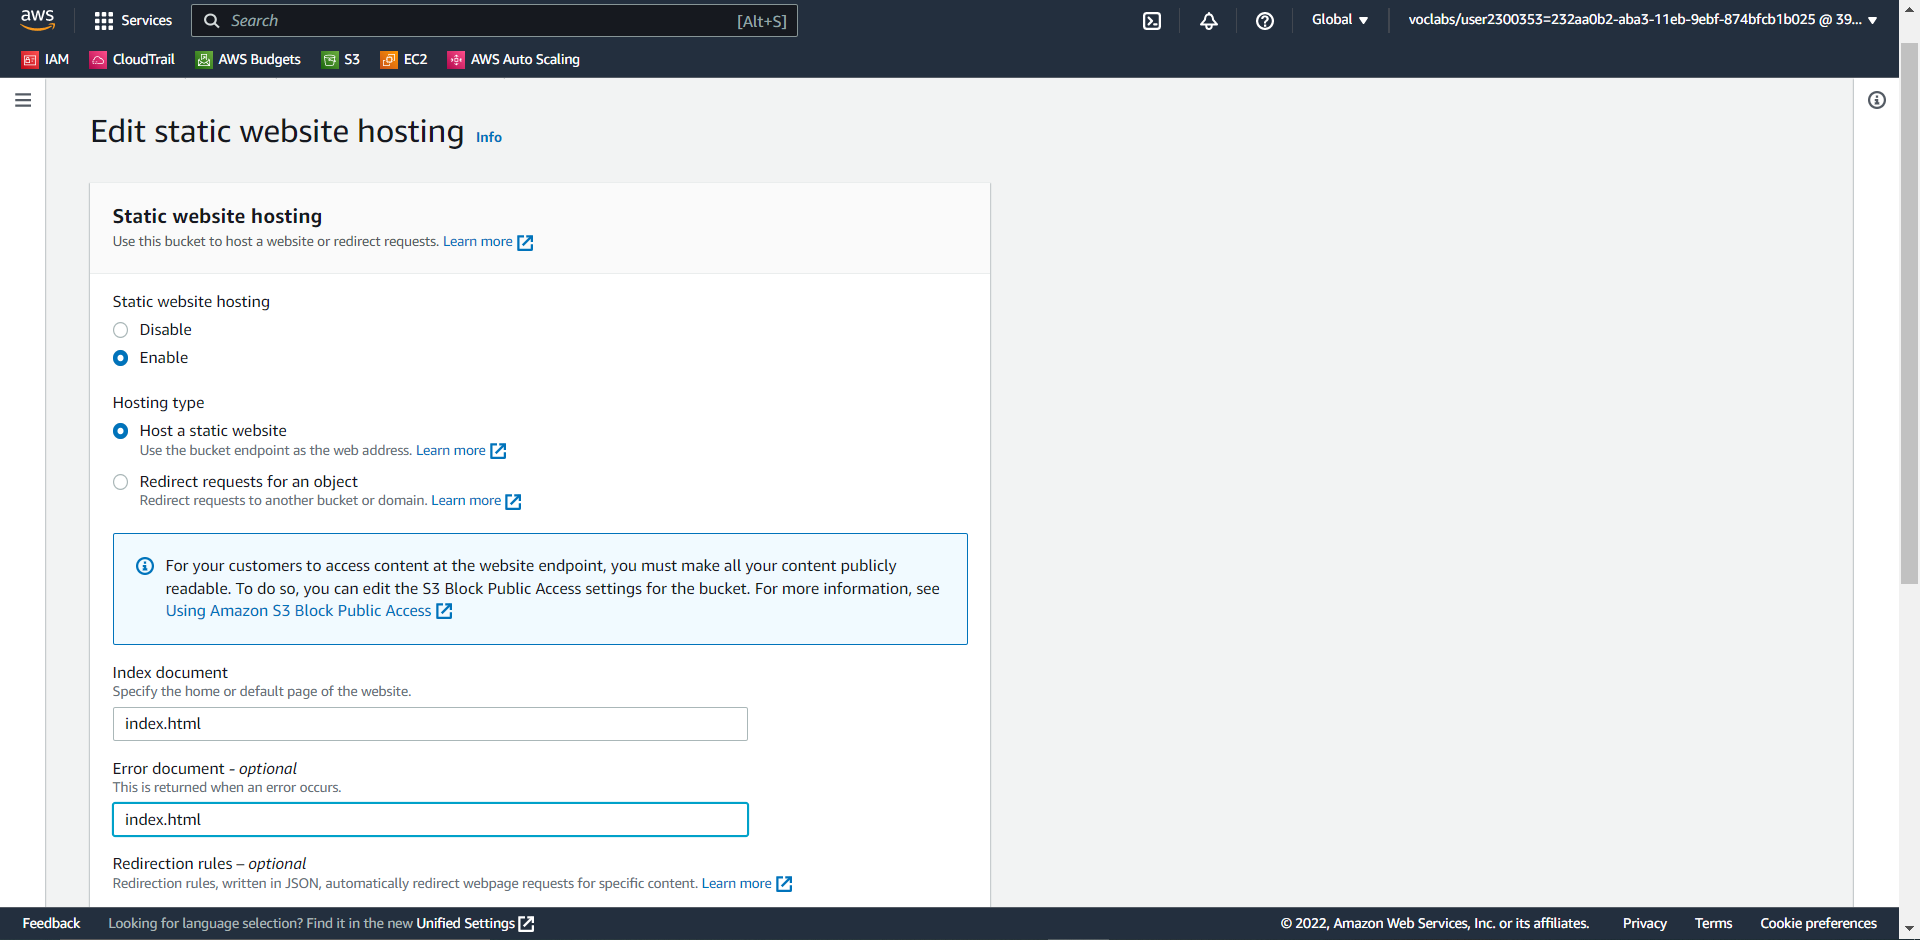 aws
Services
Search
[Alt+S]
Global
voclabs/user2300353=232aa0b2-aba3-11eb-9ebf-874bfcb1b025 @ 39...
IAM
CloudTrail
AWS Budgets
S3
EC2
AWS Auto Scaling
Edit static website hosting Info
Static website hosting
Use this bucket to host a website or redirect requests. Learn more
Static website hosting
Disable
Enable
Hosting type
Host a static website
Use the bucket endpoint as the web address. Learn more
Redirect requests for an object
Redirect requests to another bucket or domain. Learn more
For your customers to access content at the website endpoint, you must make all your content publicly
readable. To do so, you can edit the S3 Block Public Access settings for the bucket. For more information, see
Using Amazon S3 Block Public Access
Index document
Specify the home or default page of the website.
index.html
Error document - optional
This is returned when an error occurs.
index.html
Redirection rules – optional
Redirection rules, written in JSON, automatically redirect webpage requests for specific content. Learn more
Feedback
Looking for language selection? Find it in the new Unified Settings
© 2022, Amazon Web Services, Inc. or its affiliates.
Privacy
Terms
Cookie preferences